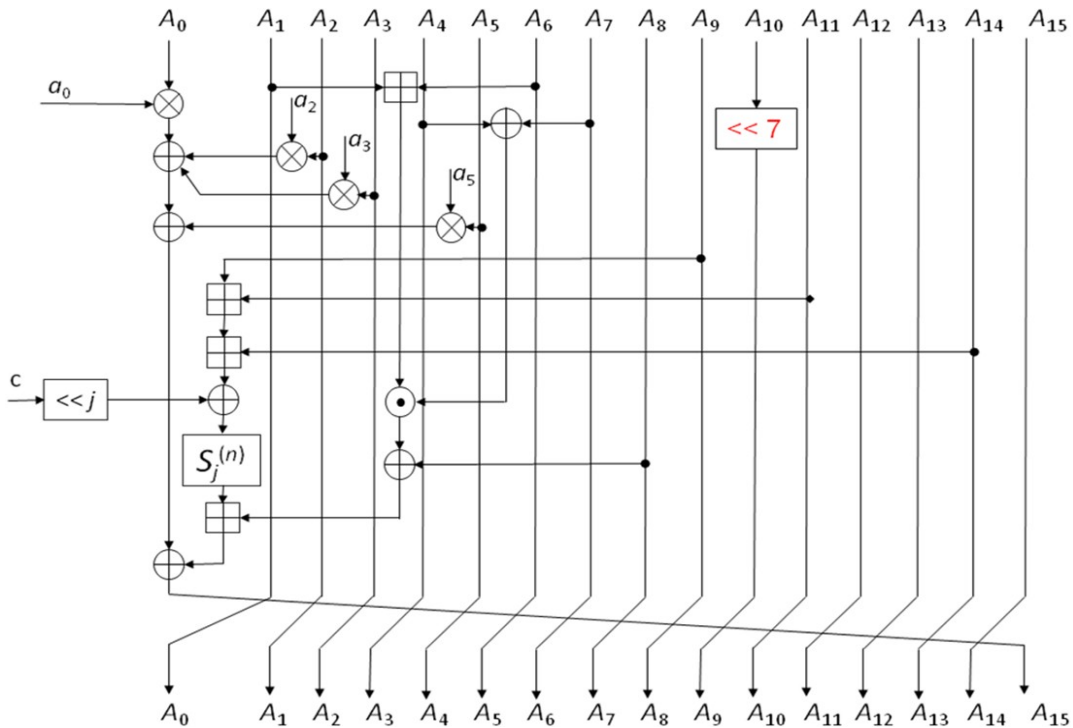 A₀ A₁ A₂ A₃ A₄ A₅ A₆ A₇ A₈ A₉ A₁₀ A₁₁ A₁₂ A₁₃ A₁₄ A₁₅
a₀
a₂
<< 7
a₃
a₅
c
<< j
Sⱼ⁽ⁿ⁾
A₀ A₁ A₂ A₃ A₄ A₅ A₆ A₇ A₈ A₉ A₁₀ A₁₁ A₁₂ A₁₃ A₁₄ A₁₅